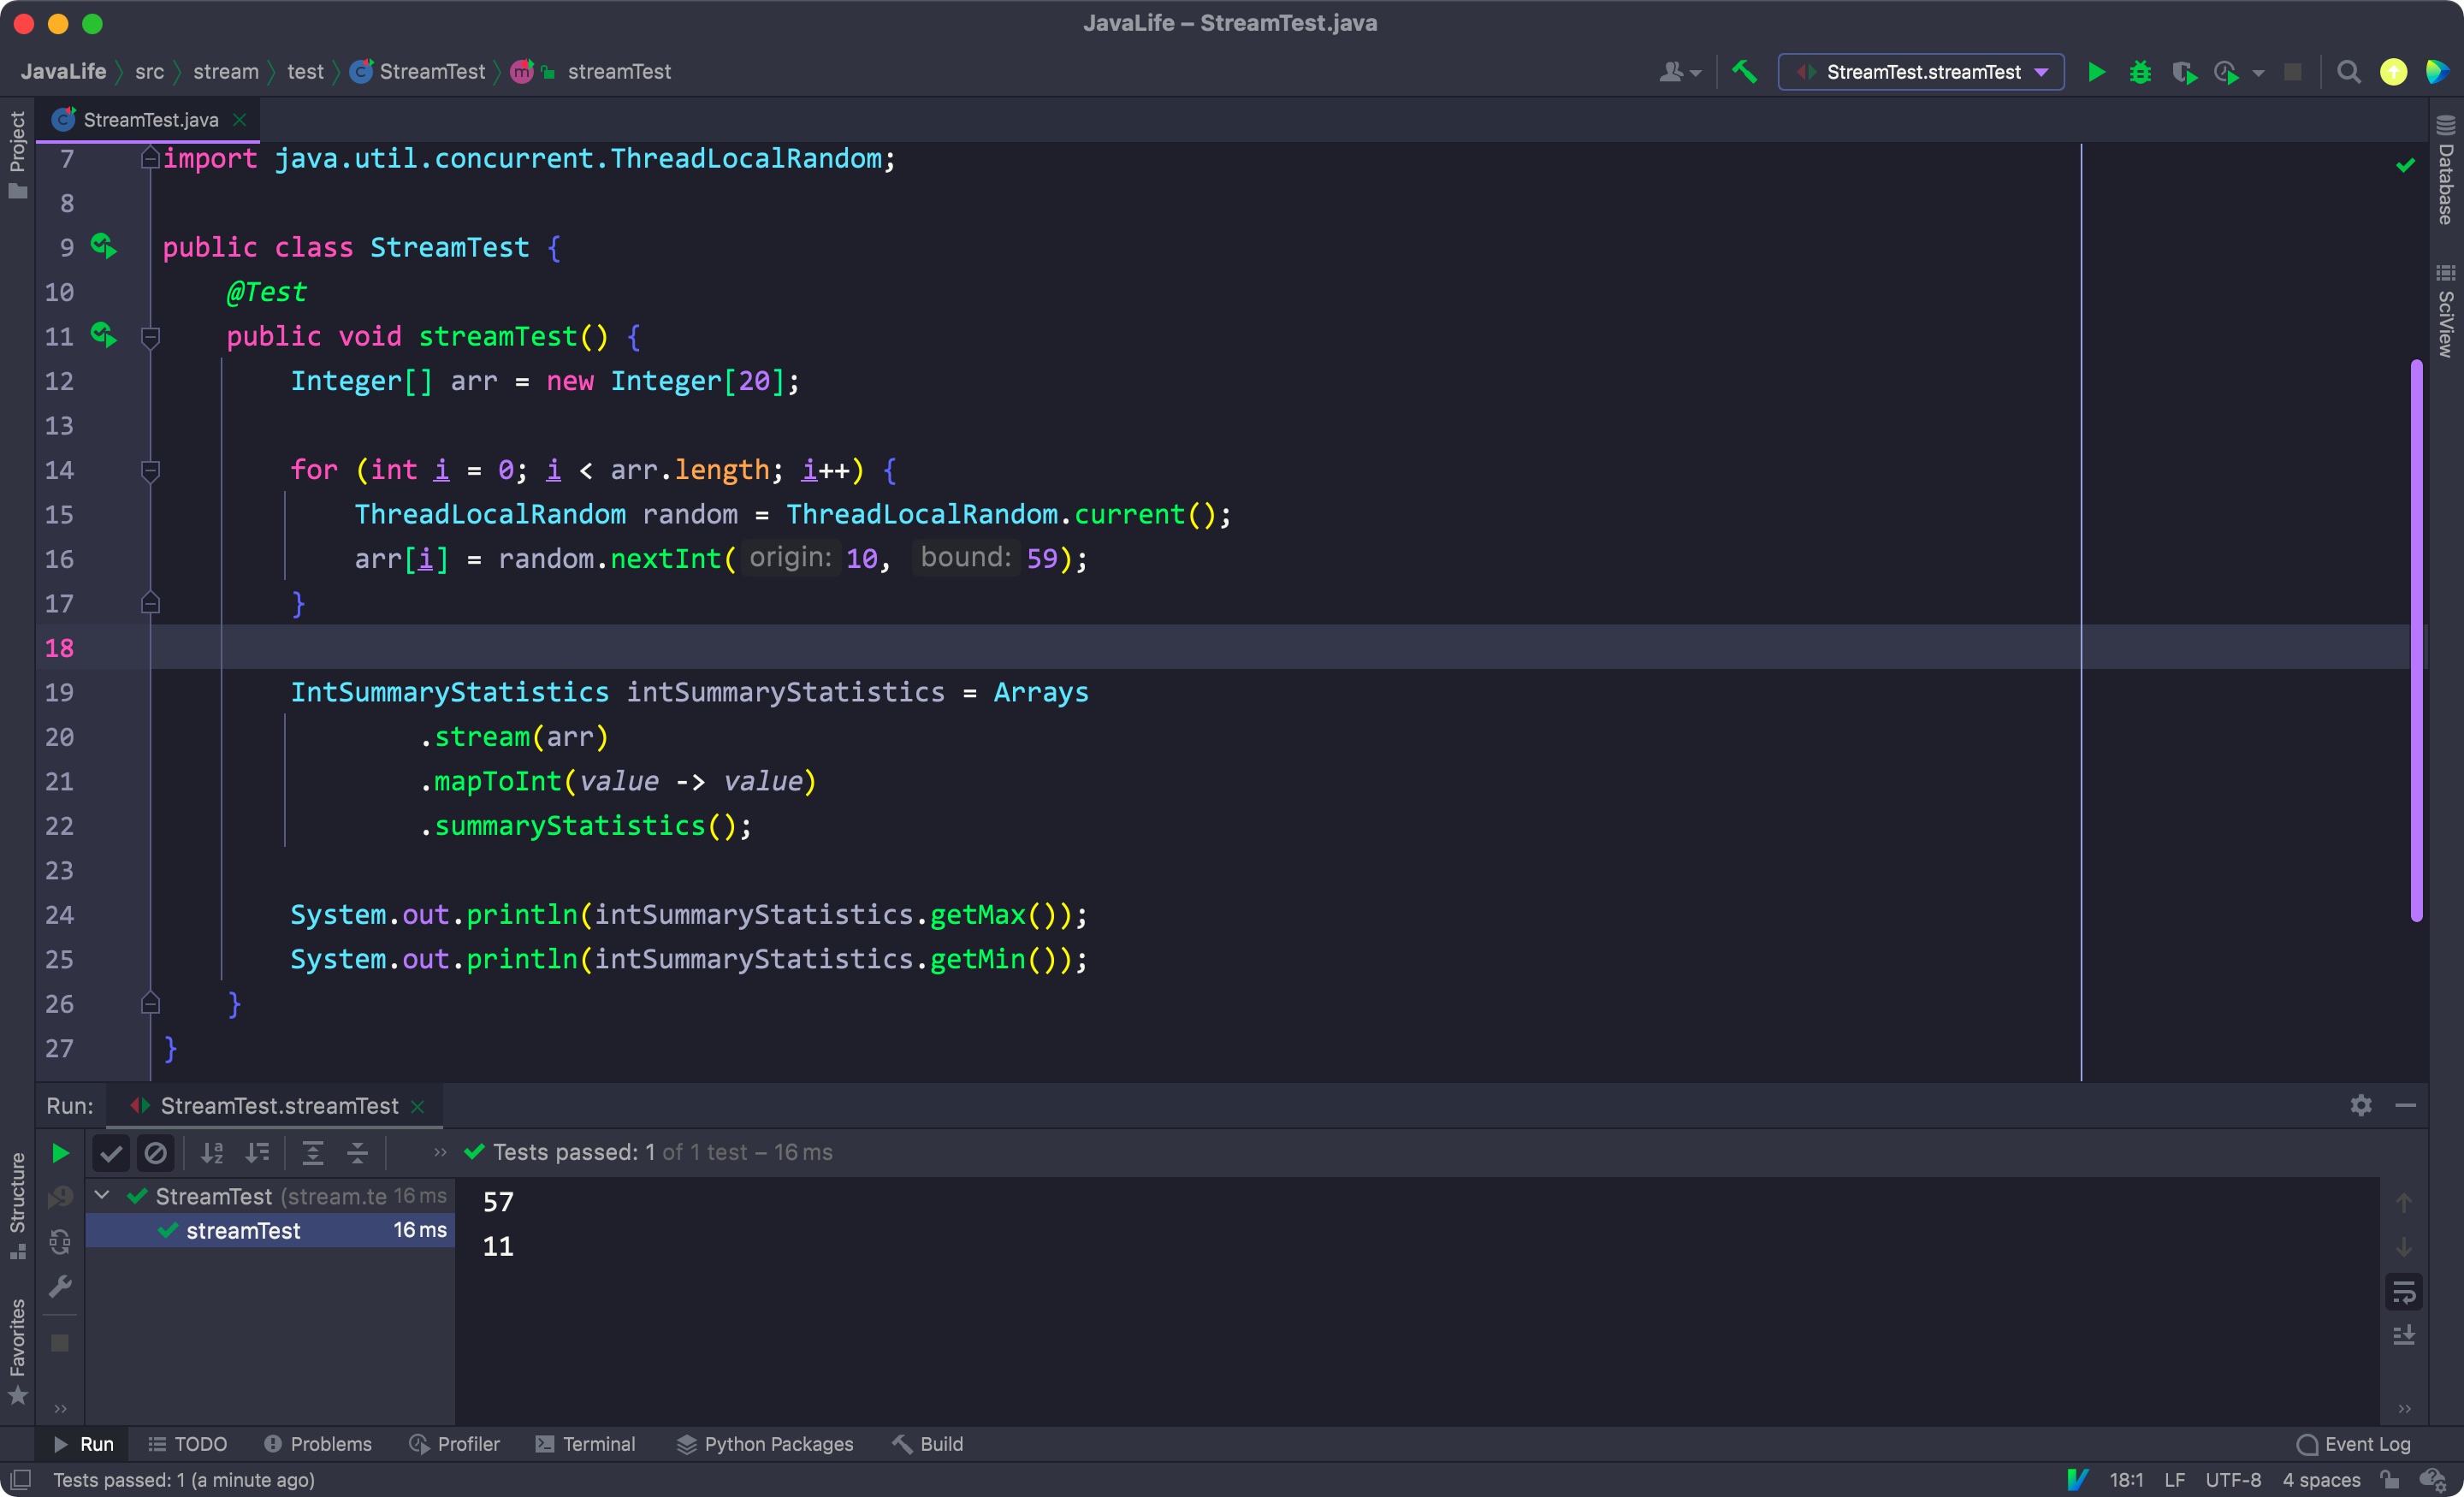 JavaLife – StreamTest.java
JavaLife src stream test StreamTest m streamTest
StreamTest.streamTest
Project
StreamTest.java
Database
SciView
7 import java.util.concurrent.ThreadLocalRandom;
8
9 public class StreamTest {
10 @Test
11 public void streamTest() {
12 Integer[] arr = new Integer[20];
13
14 for (int i = 0; i < arr.length; i++) {
15 ThreadLocalRandom random = ThreadLocalRandom.current();
16 arr[i] = random.nextInt( origin: 10, bound: 59);
17 }
18
19 IntSummaryStatistics intSummaryStatistics = Arrays
20 .stream(arr)
21 .mapToInt(value -> value)
22 .summaryStatistics();
23
24 System.out.println(intSummaryStatistics.getMax());
25 System.out.println(intSummaryStatistics.getMin());
26 }
27 }
Run: StreamTest.streamTest
Tests passed: 1 of 1 test – 16 ms
StreamTest (stream.te 16 ms
streamTest 16 ms
57
11
Structure
Favorites
Run TODO Problems Profiler Terminal Python Packages Build Event Log
Tests passed: 1 (a minute ago) 18:1 LF UTF-8 4 spaces